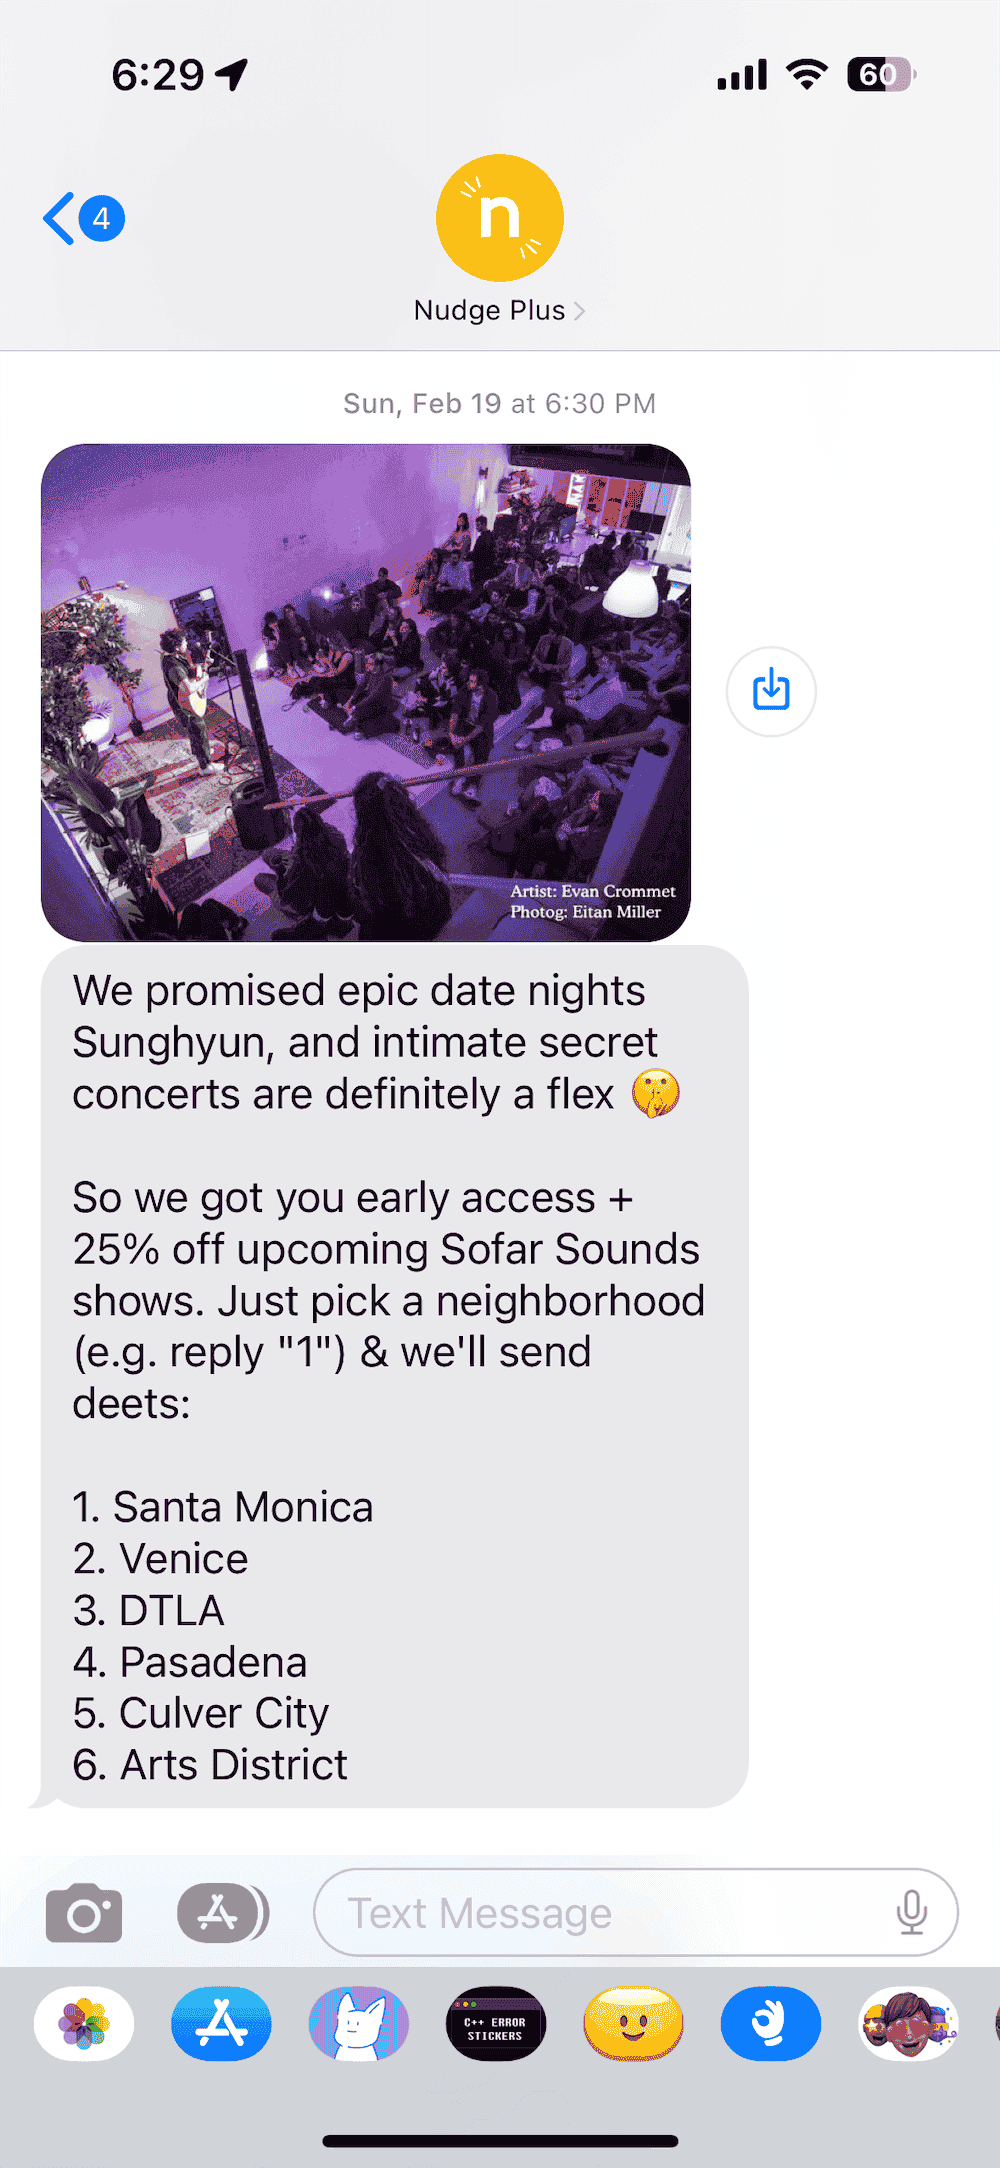 6:29
60
4
n
Nudge Plus
Sun, Feb 19 at 6:30 PM
Artist: Evan Crommet
Photog: Eitan Miller
We promised epic date nights
Sunghyun, and intimate secret
concerts are definitely a flex 🤫
So we got you early access +
25% off upcoming Sofar Sounds
shows. Just pick a neighborhood
(e.g. reply "1") & we'll send
deets:
1. Santa Monica
2. Venice
3. DTLA
4. Pasadena
5. Culver City
6. Arts District
Text Message
C++ ERROR
STICKERS